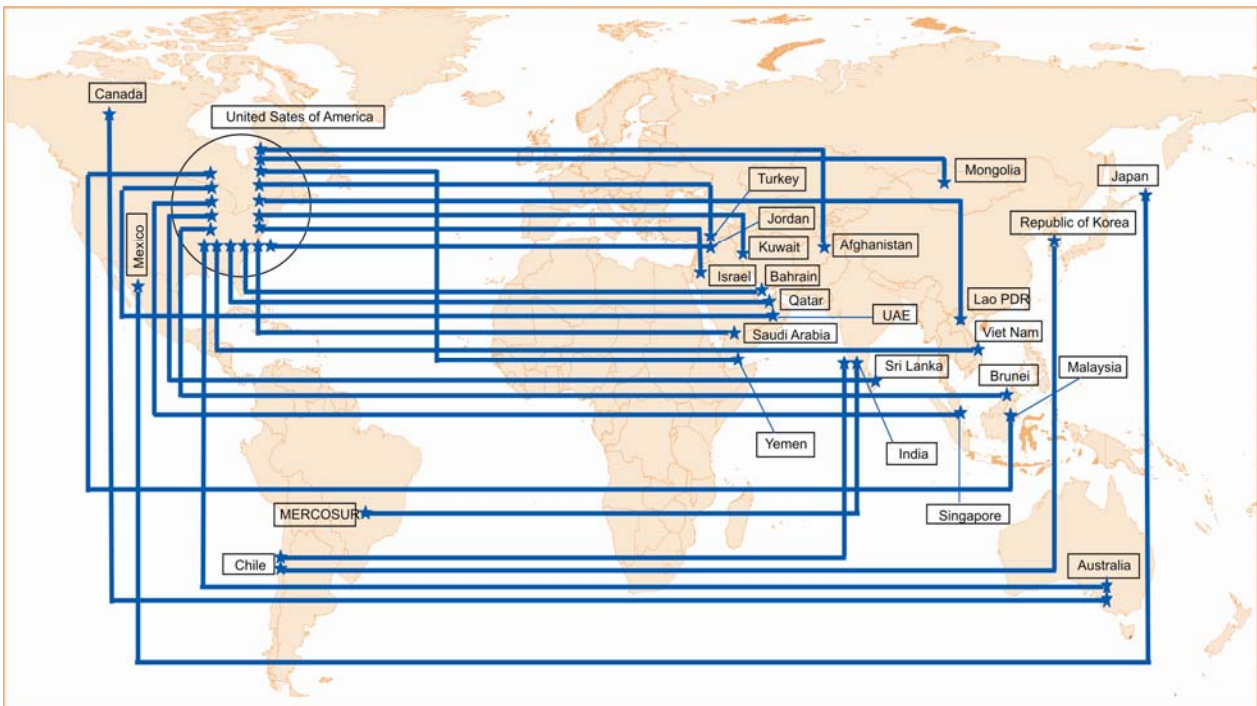 Canada
United Sates of America
Mongolia
Japan
Turkey
Jordan
Republic of Korea
Mexico
Kuwait
Afghanistan
Israel
Bahrain
Qatar
Lao PDR
UAE
Saudi Arabia
Viet Nam
Sri Lanka
Malaysia
Brunei
Yemen
India
MERCOSUR
Singapore
Chile
Australia